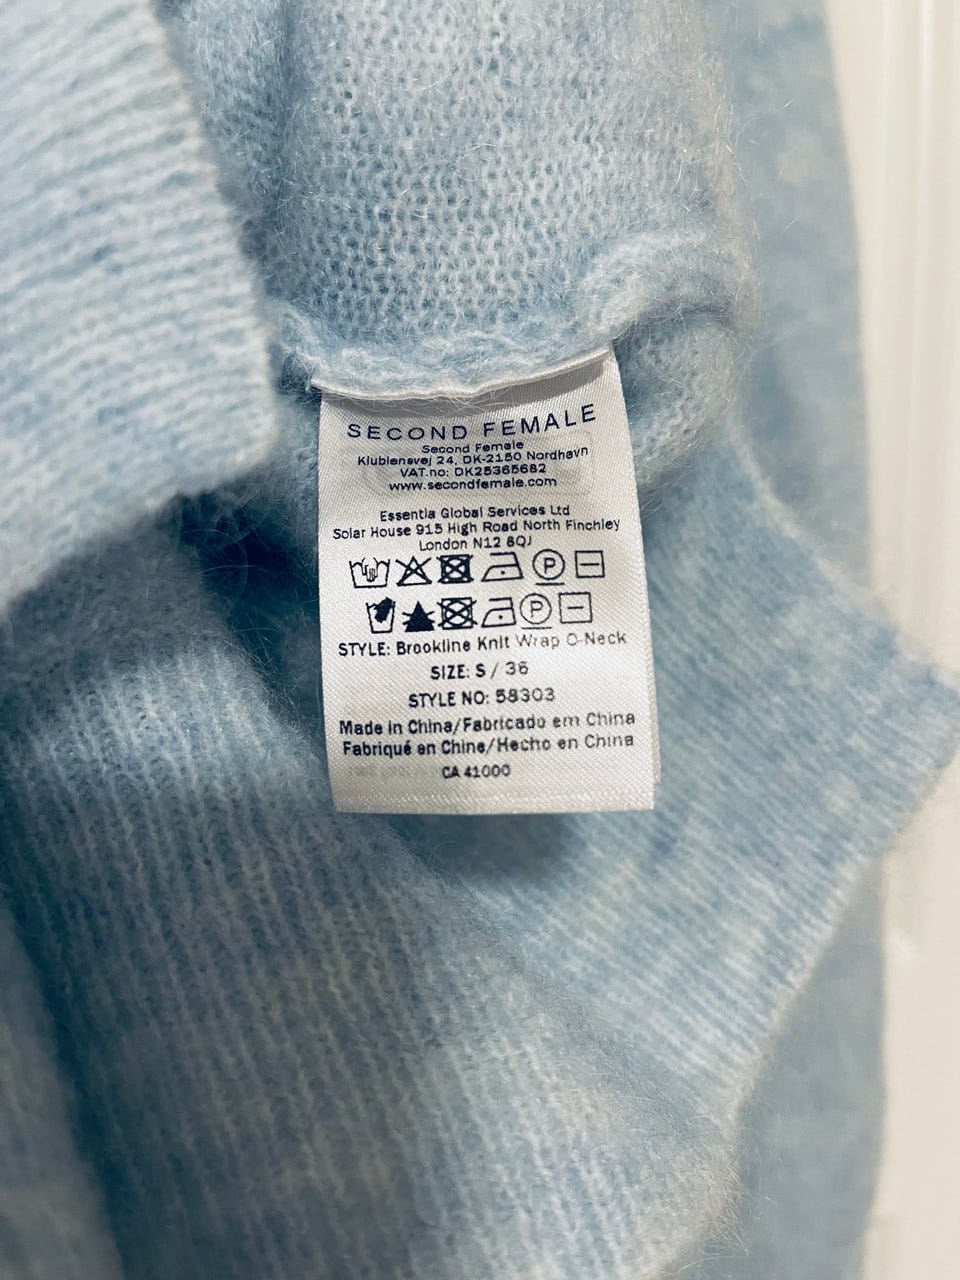 SECOND FEMALE
Second Female
Klubiensvej 24, DK-2150 Nordhavn
VAT.no: DK25365682
www.secondfemale.com
Essentia Global Services Ltd
Solar House 915 High Road North Finchley
London N12 8QJ
P
P
STYLE: Brookline Knit Wrap O-Neck
SIZE: S / 36
STYLE NO: 58303
Made in China/Fabricado em China
Fabriqué en Chine/Hecho en China
CA 41000